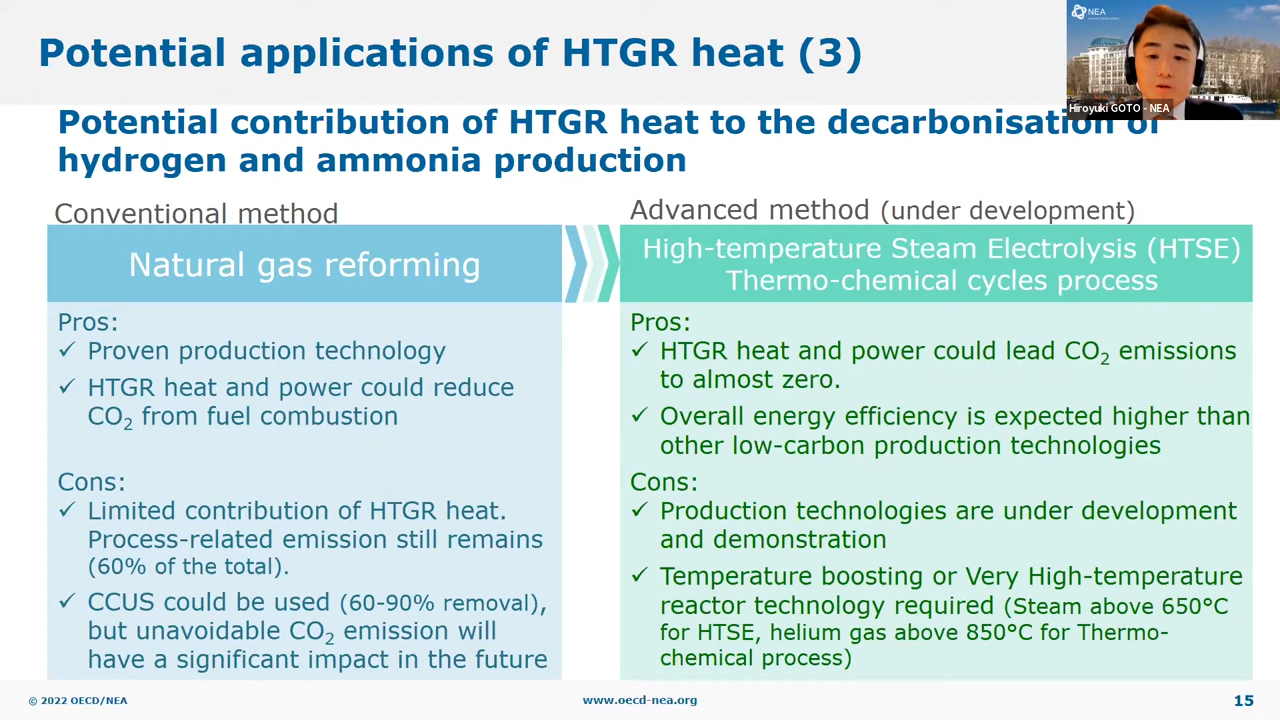 Potential applications of HTGR heat (3)
NEA
Hiroyuki GOTO - NEA
Potential contribution of HTGR heat to the decarbonisation of
hydrogen and ammonia production
Conventional method
Natural gas reforming
Pros:
✓ Proven production technology
✓ HTGR heat and power could reduce
CO₂ from fuel combustion
Cons:
✓ Limited contribution of HTGR heat.
Process-related emission still remains
(60% of the total).
✓ CCUS could be used (60-90% removal),
but unavoidable CO₂ emission will
have a significant impact in the future
Advanced method (under development)
High-temperature Steam Electrolysis (HTSE)
Thermo-chemical cycles process
Pros:
✓ HTGR heat and power could lead CO₂ emissions
to almost zero.
✓ Overall energy efficiency is expected higher than
other low-carbon production technologies
Cons:
✓ Production technologies are under development
and demonstration
✓ Temperature boosting or Very High-temperature
reactor technology required (Steam above 650°C
for HTSE, helium gas above 850°C for Thermo-
chemical process)
© 2022 OECD/NEA
www.oecd-nea.org
15